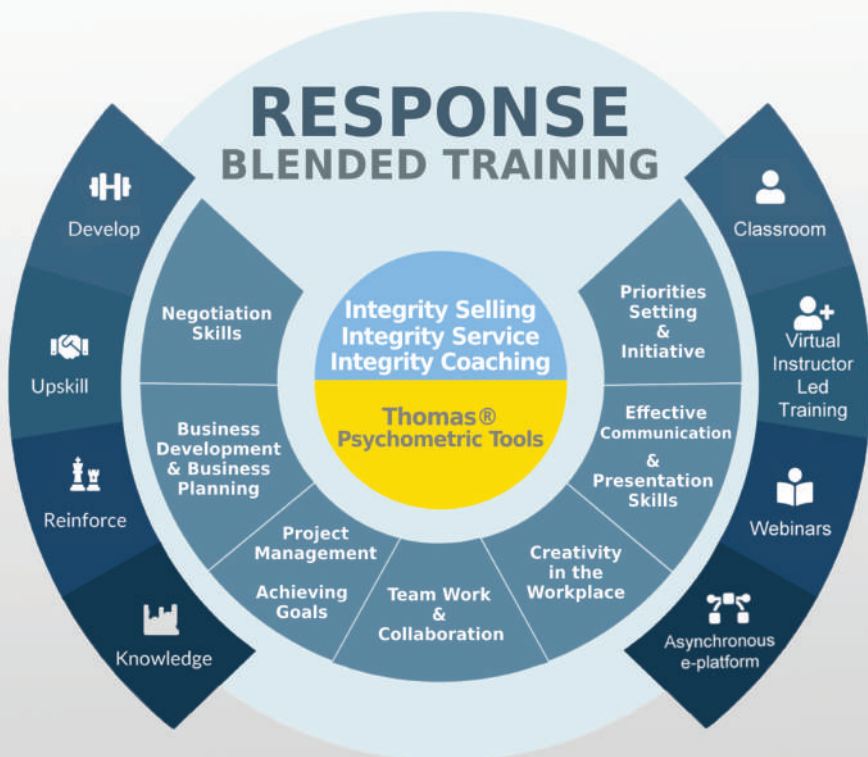 RESPONSE
BLENDED TRAINING
Develop
Upskill
Reinforce
Knowledge
Negotiation
Skills
Business
Development
& Business
Planning
Project
Management
Achieving
Goals
Team Work
&
Collaboration
Creativity
in the
Workplace
Effective
Communication
&
Presentation
Skills
Priorities
Setting
&
Initiative
Integrity Selling
Integrity Service
Integrity Coaching
Thomas®
Psychometric Tools
Classroom
Virtual
Instructor
Led
Training
Webinars
Asynchronous
e-platform